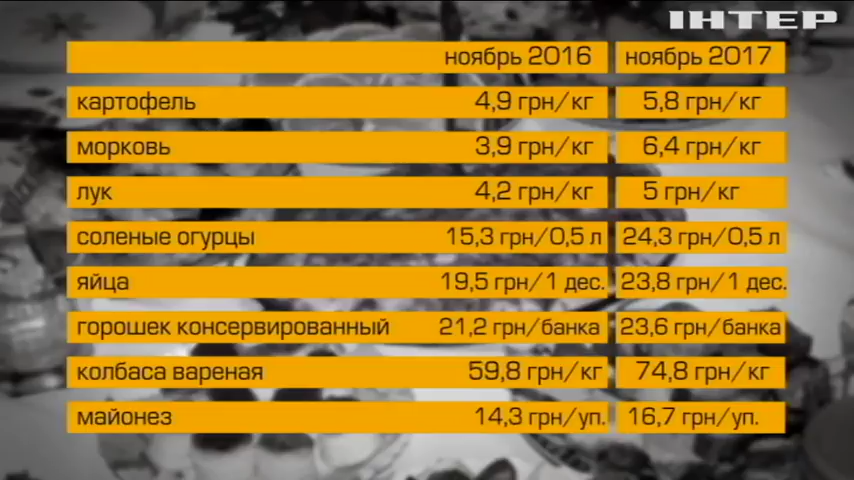 ІНТЕР
ноябрь 2016 ноябрь 2017
картофель 4,9 грн/кг 5,8 грн/кг
морковь 3,9 грн/кг 6,4 грн/кг
лук 4,2 грн/кг 5 грн/кг
соленые огурцы 15,3 грн/0,5 л 24,3 грн/0,5 л
яйца 19,5 грн/1 дес. 23,8 грн/1 дес.
горошек консервированный 21,2 грн/банка 23,6 грн/банка
колбаса вареная 59,8 грн/кг 74,8 грн/кг
майонез 14,3 грн/уп. 16,7 грн/уп.